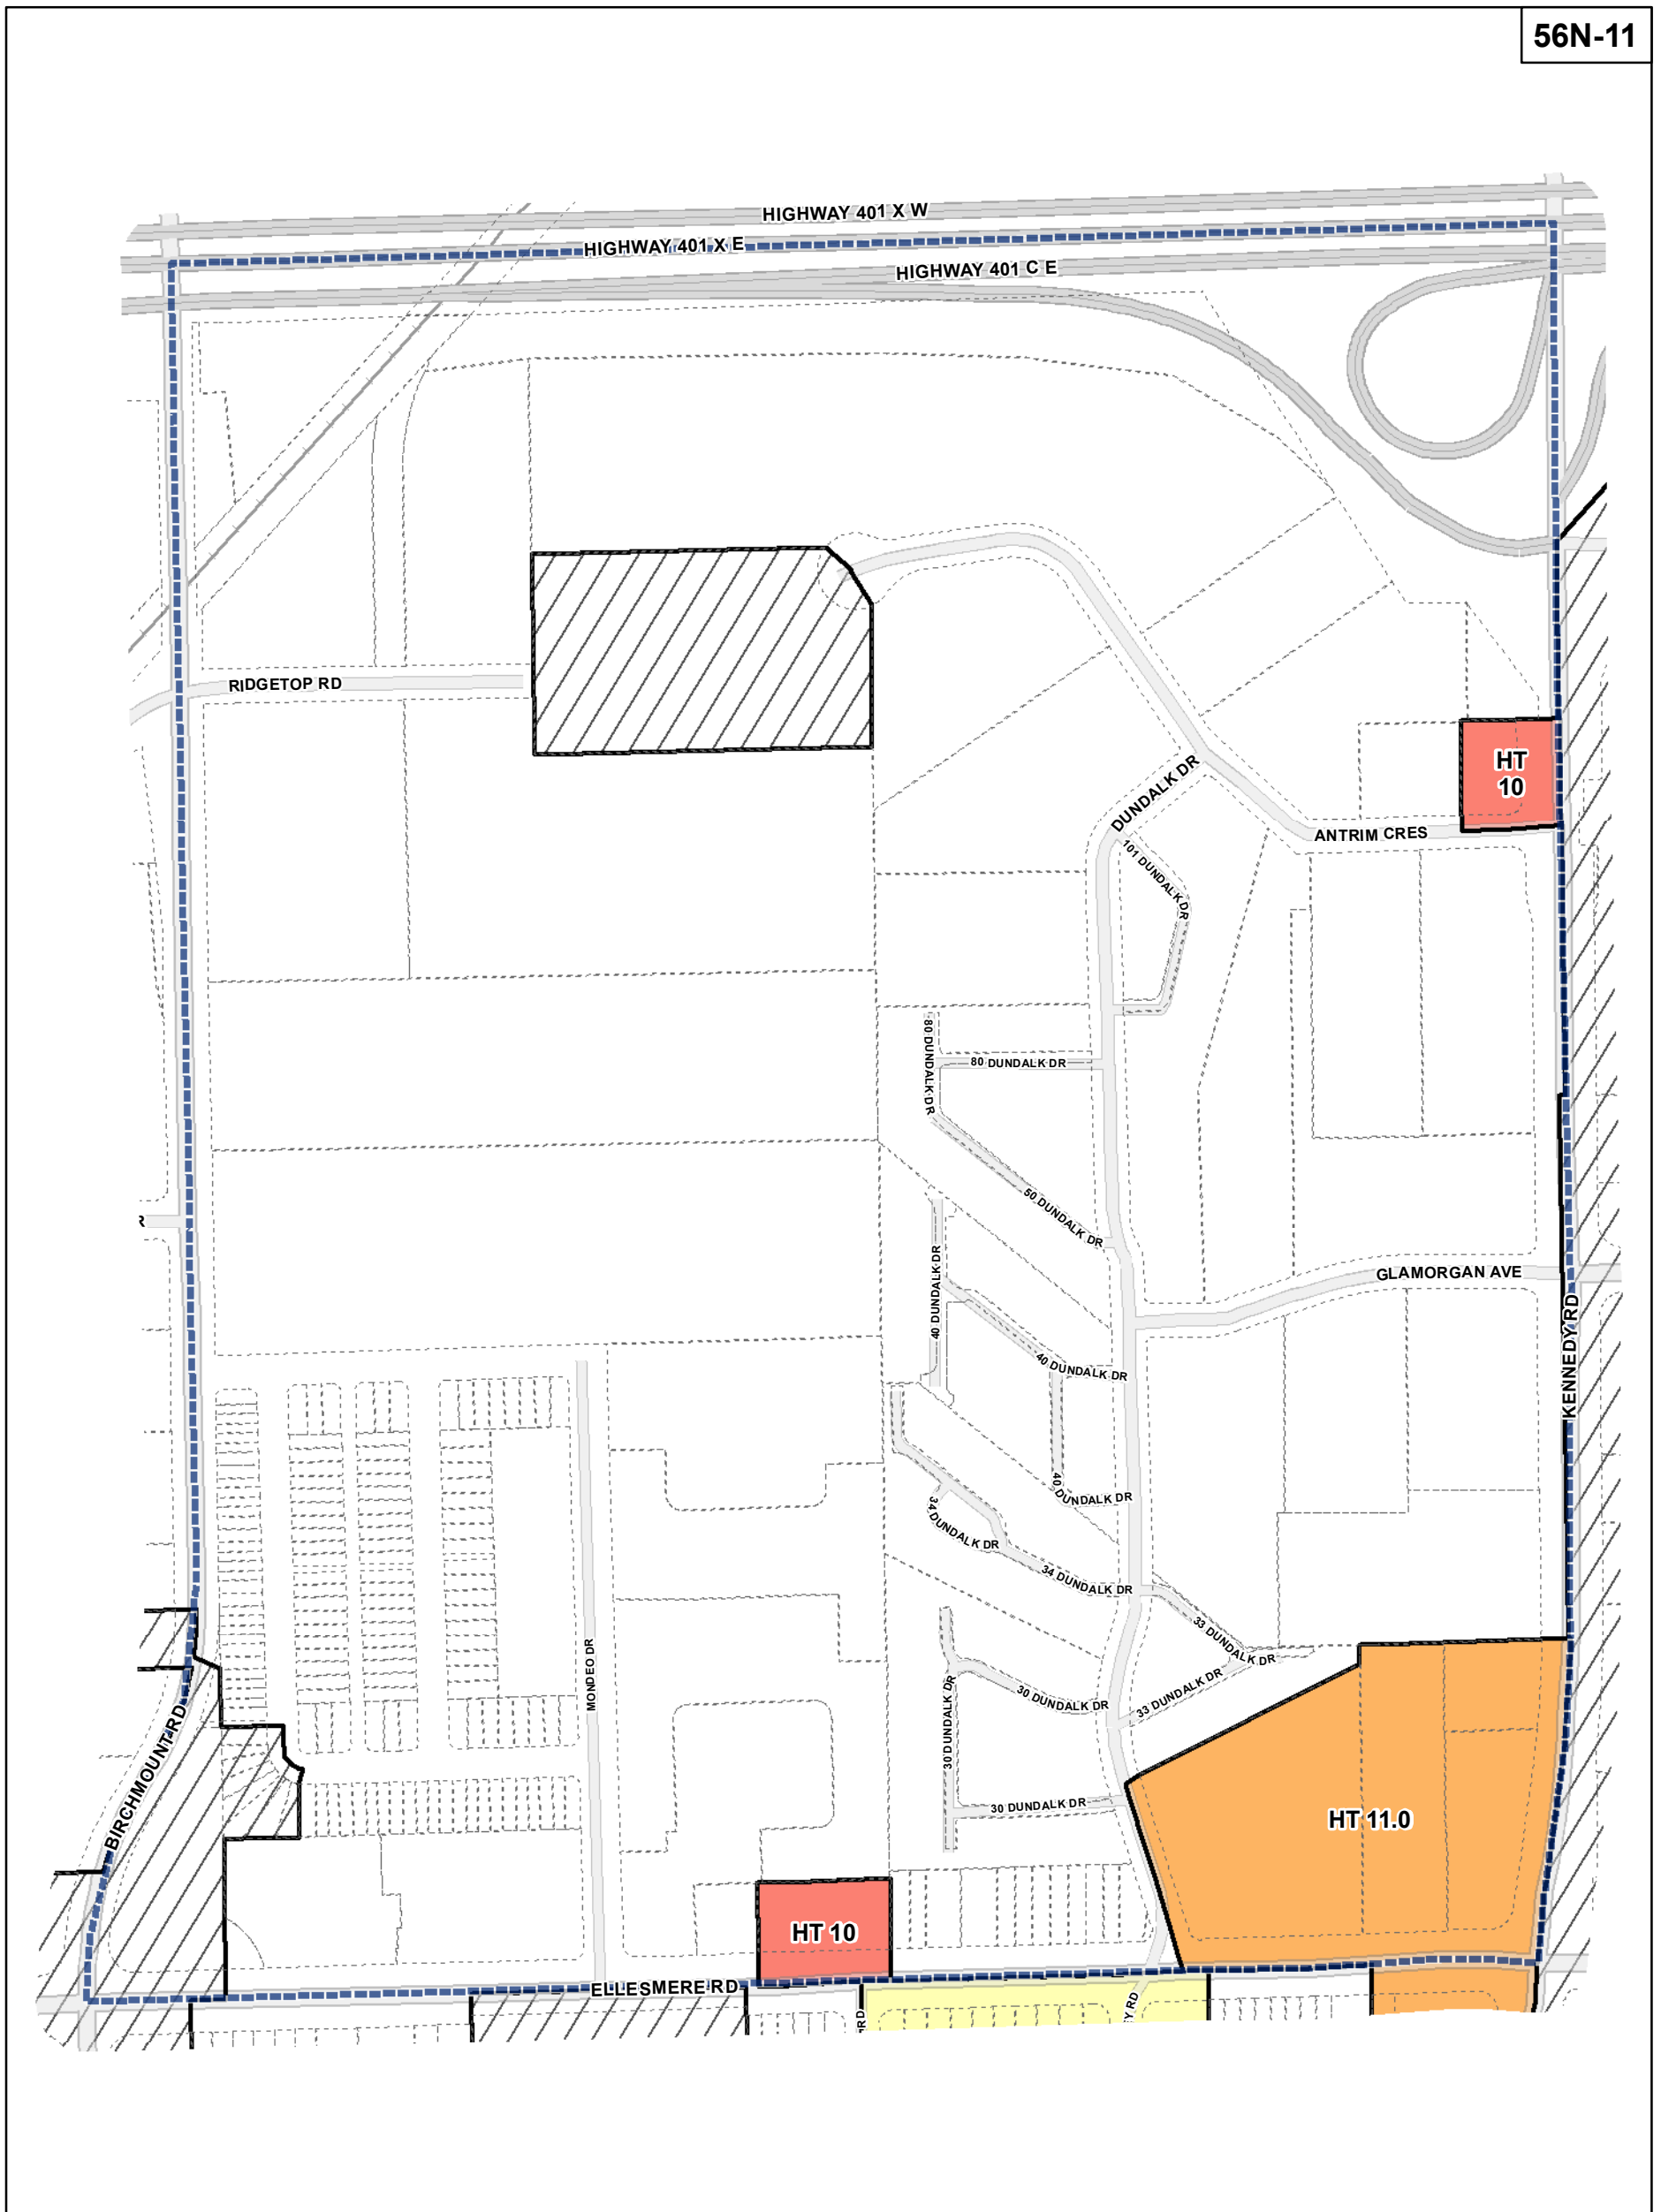 56N-11
HIGHWAY 401 X W
HIGHWAY 401 X E
HIGHWAY 401 C E
RIDGETOP RD
HT
10
DUNDALK DR
ANTRIM CRES
101 DUNDALK DR
80 DUNDALK DR
80 DUNDALK DR
50 DUNDALK DR
R
40 DUNDALK DR
GLAMORGAN AVE
KENNEDY RD
40 DUNDALK DR
40 DUNDALK DR
34 DUNDALK DR
34 DUNDALK DR
33 DUNDALK DR
MONDEO DR
30 DUNDALK DR
30 DUNDALK DR
33 DUNDALK DR
BIRCHMOUNT RD
30 DUNDALK DR
HT 11.0
HT 10
ELLESMERE RD
RD
Y RD